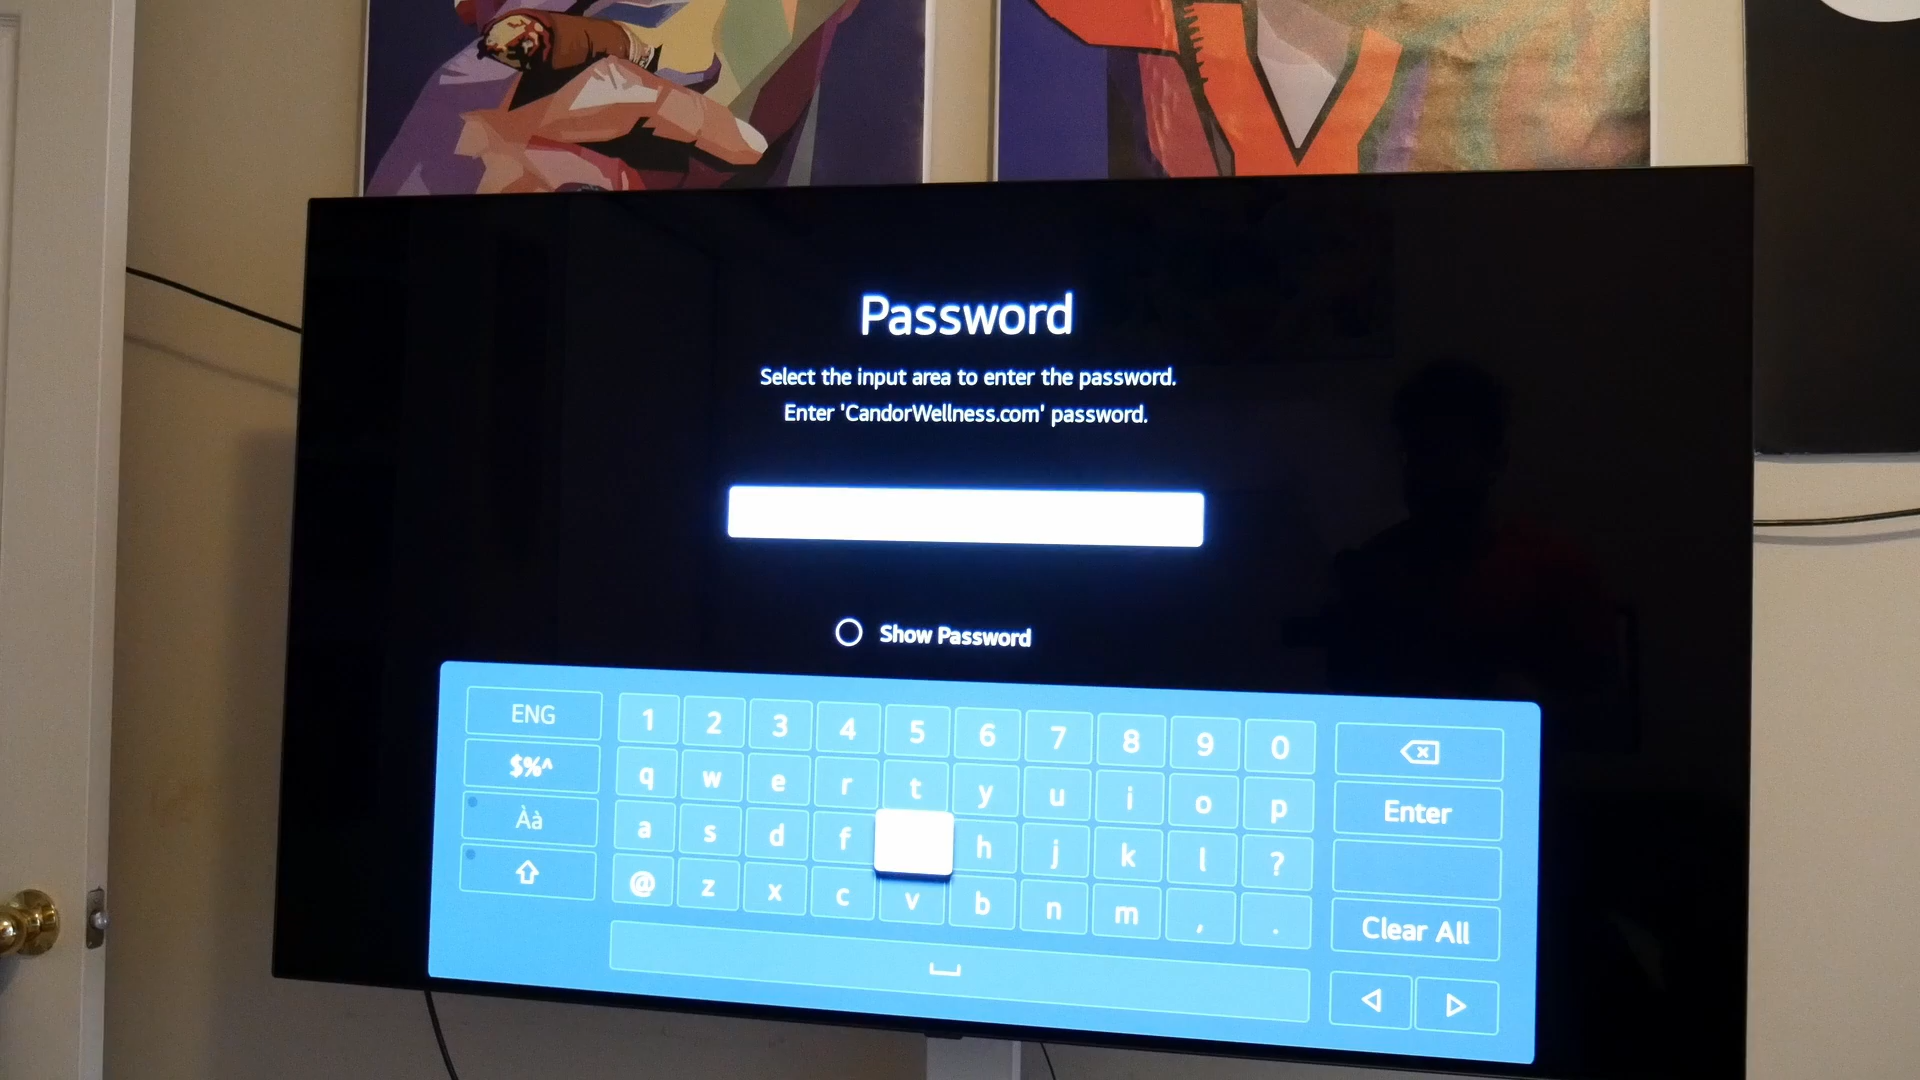 Password
Select the input area to enter the password.
Enter 'CandorWellness.com' password.
Show Password
ENG 1 2 3 4 5 6 7 8 9 0
$%^ q w e r t y u i o p Enter
Àà a s d f h j k l ?
@ z x c v b n m , . Clear All